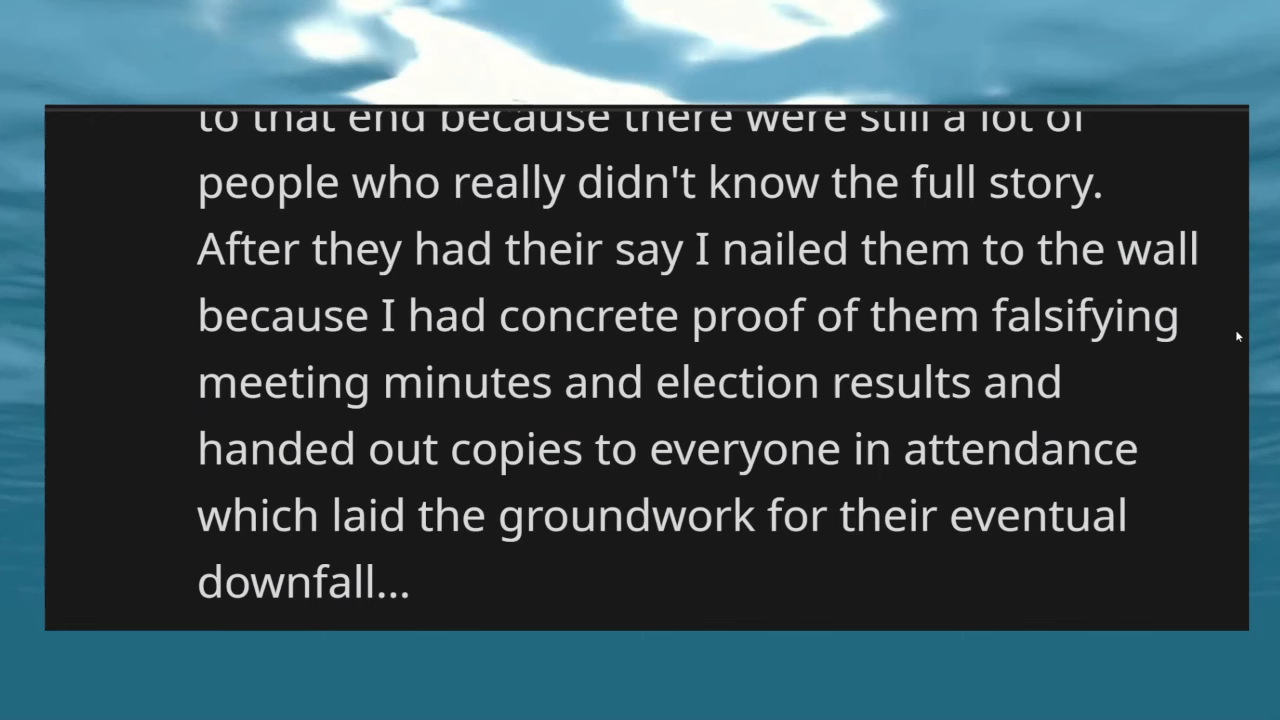 to that end because there were still a lot of
people who really didn't know the full story.
After they had their say I nailed them to the wall
because I had concrete proof of them falsifying
meeting minutes and election results and
handed out copies to everyone in attendance
which laid the groundwork for their eventual
downfall...